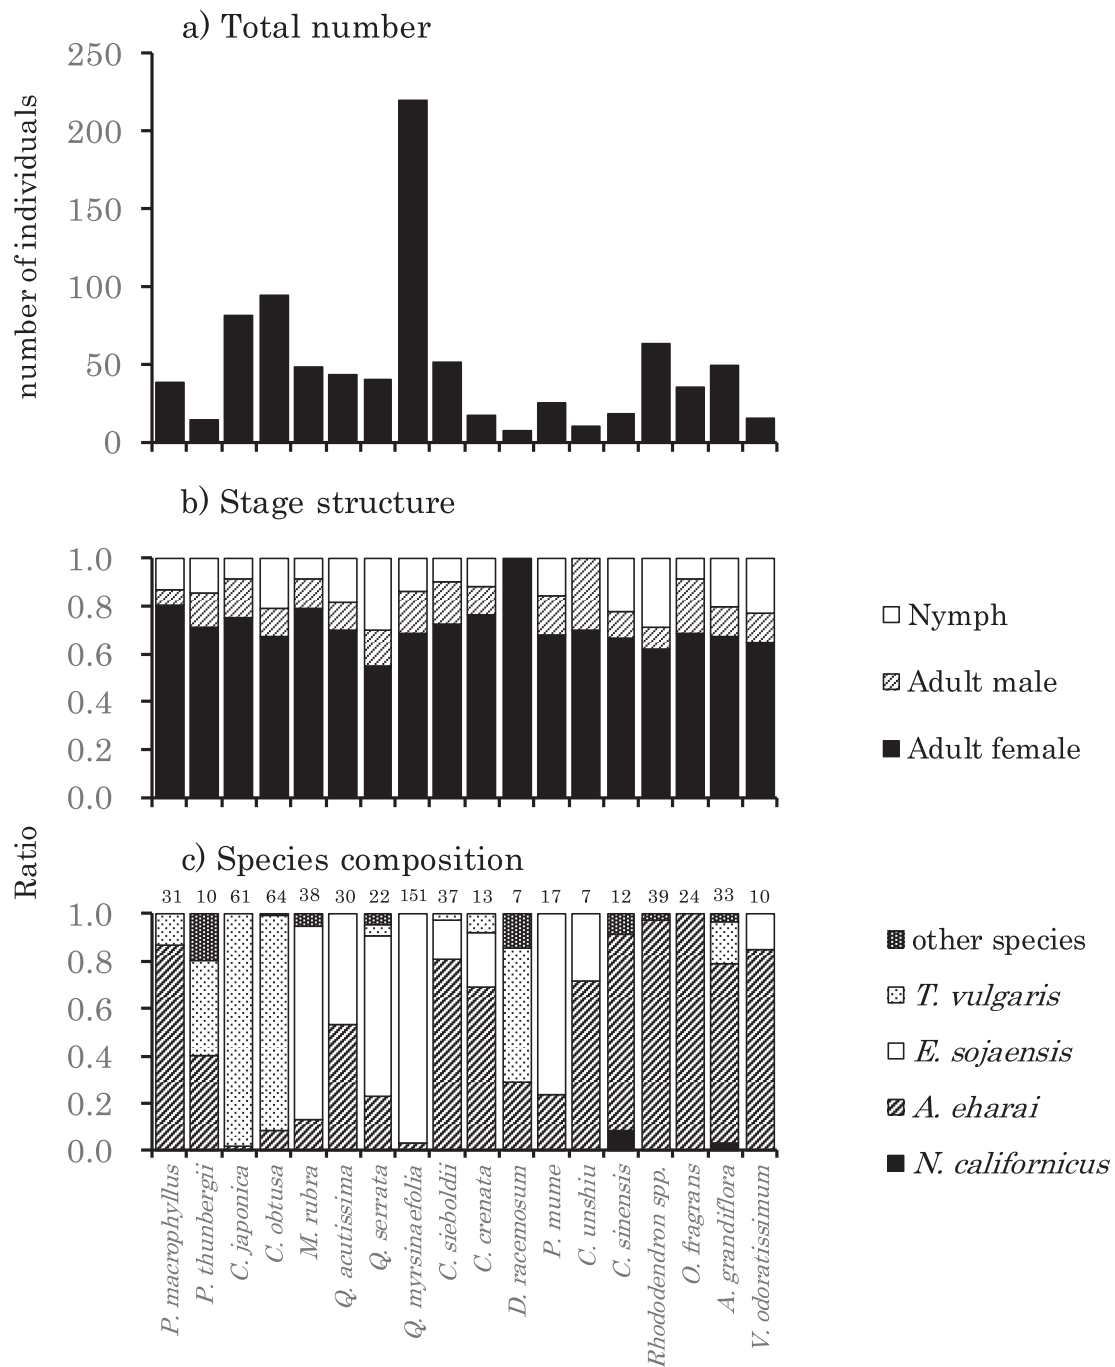 a) Total number
number of individuals
250
200
150
100
50
0
b) Stage structure
1.0
0.8
0.6
0.4
0.2
0.0
Nymph
Adult male
Adult female
Ratio
c) Species composition
31 10 61 64 38 30 22 151 37 13 7 17 7 12 39 24 33 10
1.0
0.8
0.6
0.4
0.2
0.0
other species
T. vulgaris
E. sojaensis
A. eharai
N. californicus
P. macrophyllus
P. thunbergii
C. japonica
C. obtusa
M. rubra
Q. acutissima
Q. serrata
Q. myrsinaefolia
C. sieboldii
C. crenata
D. racemosum
P. mume
C. unshiu
C. sinensis
Rhododendron spp.
O. fragrans
A. grandiflora
V. odoratissimum